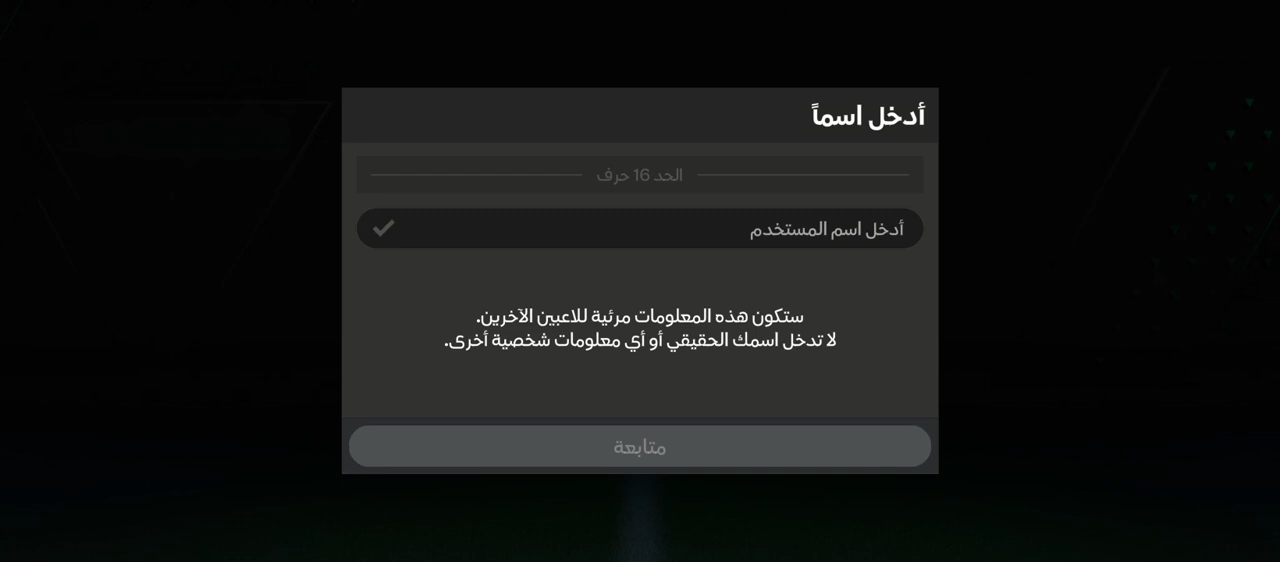 أدخل اسماً
الحد 16 حرف
أدخل اسم المستخدم
ستكون هذه المعلومات مرئية للاعبين الآخرين.
لا تدخل اسمك الحقيقي أو أي معلومات شخصية أخرى.
متابعة